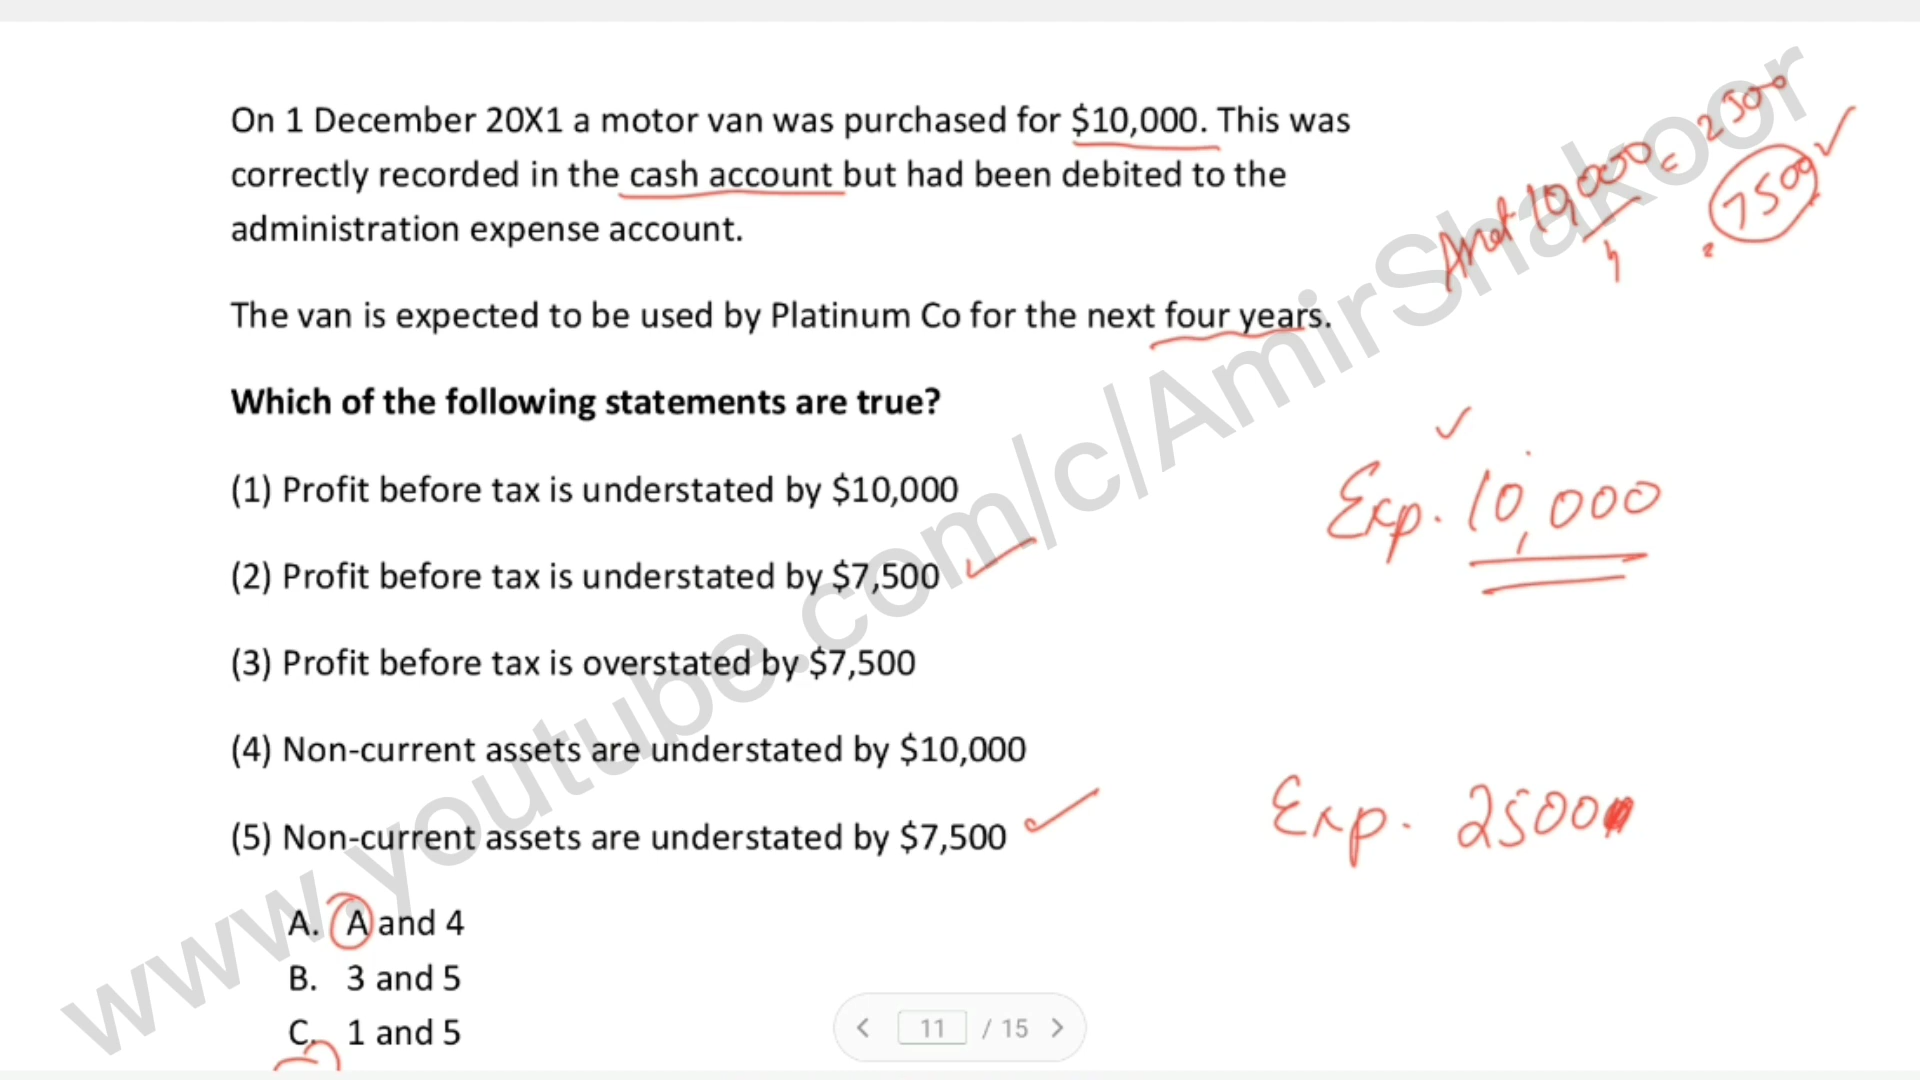 On 1 December 20X1 a motor van was purchased for $10,000. This was
correctly recorded in the cash account but had been debited to the
administration expense account.
2500
10,000
4
7500
The van is expected to be used by Platinum Co for the next four years.
Which of the following statements are true?
(1) Profit before tax is understated by $10,000
Exp. 10,000
(2) Profit before tax is understated by $7,500
(3) Profit before tax is overstated by $7,500
(4) Non-current assets are understated by $10,000
(5) Non-current assets are understated by $7,500
Exp. 2500
A. A and 4
B. 3 and 5
C. 1 and 5
11 / 15
www.youtube.com/c/AmirShakoor